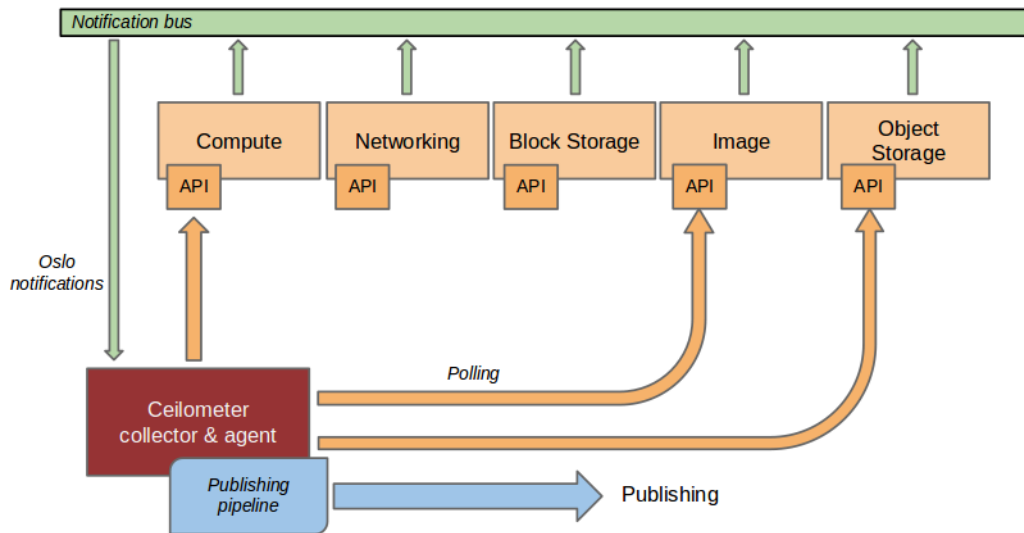 Notification bus
Compute
Networking
Block Storage
Image
Object
Storage
API
API
API
API
API
Oslo
notifications
Polling
Ceilometer
collector & agent
Publishing
pipeline
Publishing